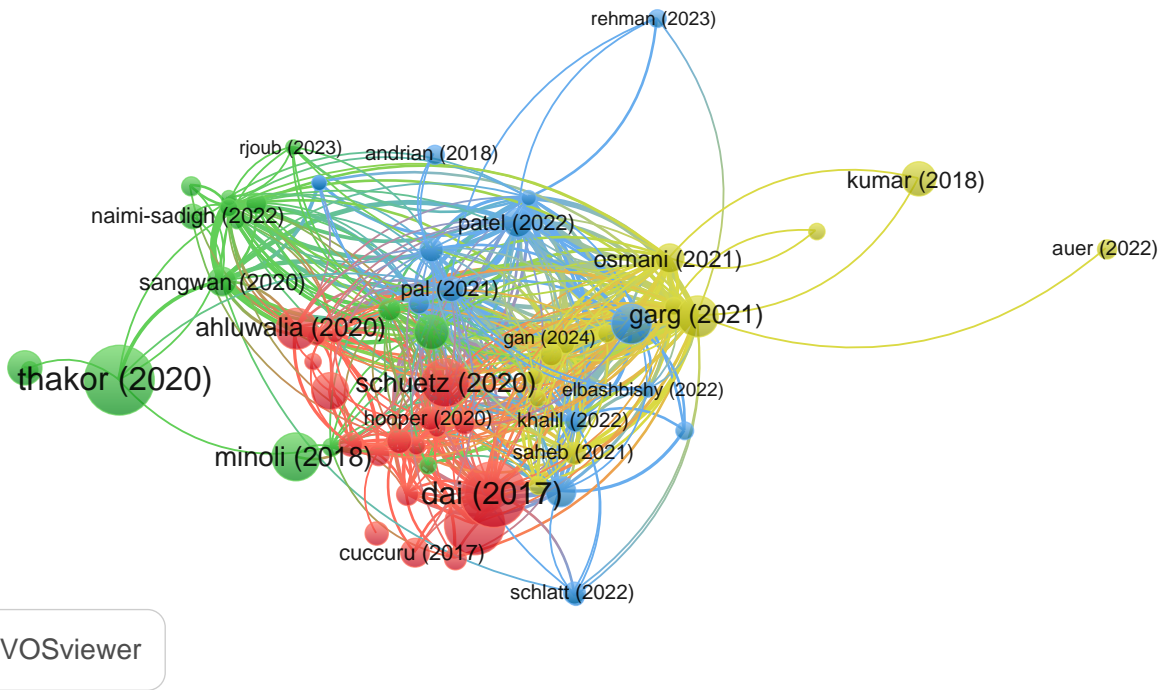 rehman (2023)
rjoub (2023)
andrian (2018)
kumar (2018)
naimi-sadigh (2022)
patel (2022)
auer (2022)
osmani (2021)
sangwan (2020)
pal (2021)
garg (2021)
ahluwalia (2020)
gan (2024)
thakor (2020)
schuetz (2020)
elbashbishy (2022)
hooper (2020)
khalil (2022)
minoli (2018)
saheb (2021)
dai (2017)
cuccuru (2017)
schlatt (2022)
VOSviewer